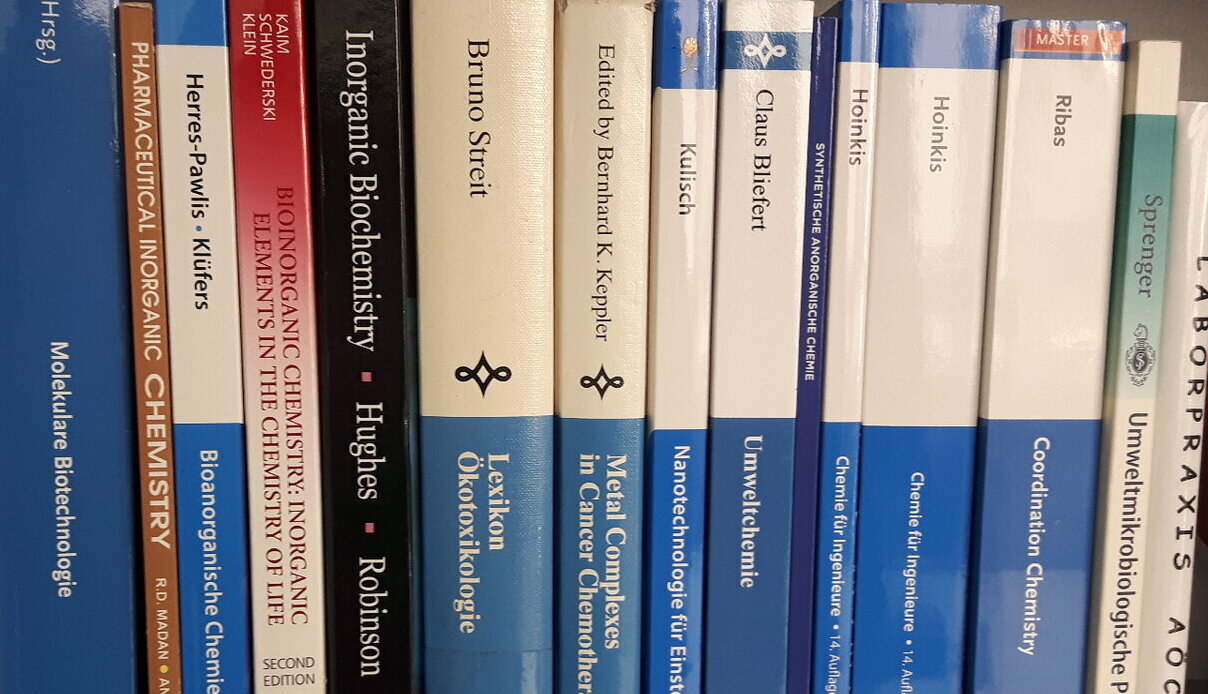 Hrsg.)
Molekulare Biotechnologie
PHARMACEUTICAL INORGANIC CHEMISTRY
R.D. MADAN •
Herres-Pawlis • Klüfers
Bioanorganische Chemie
KAIM
SCHWEDERSKI
KLEIN
BIOINORGANIC CHEMISTRY: INORGANIC
ELEMENTS IN THE CHEMISTRY OF LIFE
SECOND
EDITION
Inorganic Biochemistry ▪ Hughes ▪ Robinson
Bruno Streit
Lexikon
Ökotoxikologie
Edited by Bernhard K. Keppler
Metal Complexes
in Cancer Chemother
Kulisch
Nanotechnologie für Einst
Claus Bliefert
Umweltchemie
SYNTHETISCHE ANORGANISCHE CHEMIE
Hoinkis
Chemie für Ingenieure • 14. Auflage
Hoinkis
Chemie für Ingenieure • 14. Aufl
MASTER
Ribas
Coordination Chemistry
Sprenger
Umweltmikrobiologische P
LABORPRAXIS